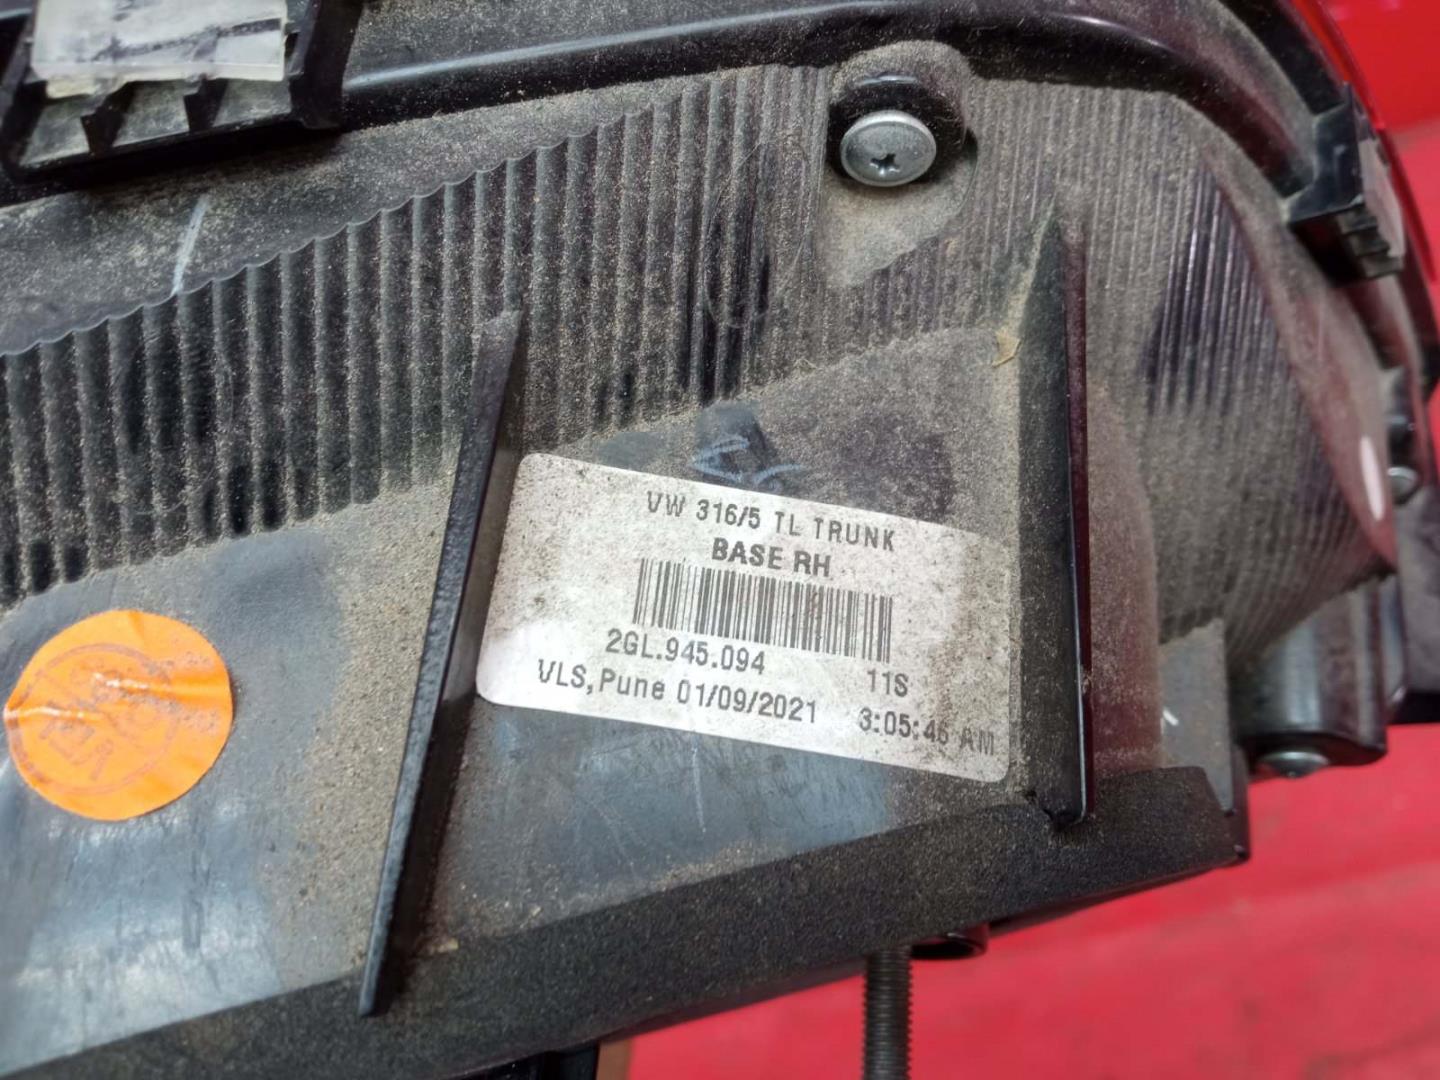 VW 316/5 TL TRUNK
BASE RH
2GL.945.094 11S
VLS, Pune 01/09/2021 3:05:46 AM